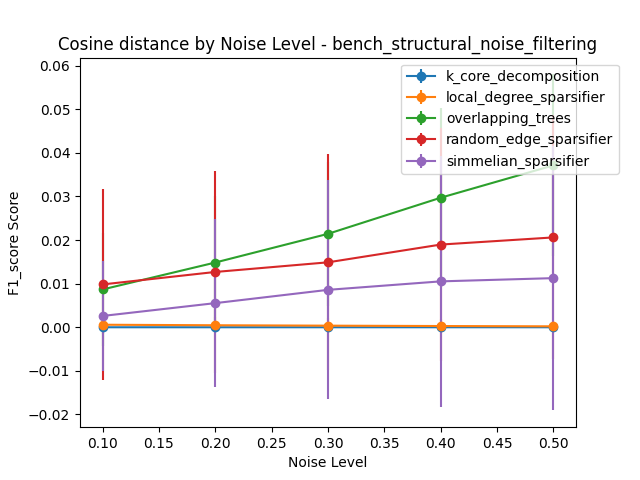 Cosine distance by Noise Level - bench_structural_noise_filtering
F1_score Score
0.06
0.05
0.04
0.03
0.02
0.01
0.00
−0.01
−0.02
k_core_decomposition
local_degree_sparsifier
overlapping_trees
random_edge_sparsifier
simmelian_sparsifier
0.10 0.15 0.20 0.25 0.30 0.35 0.40 0.45 0.50
Noise Level